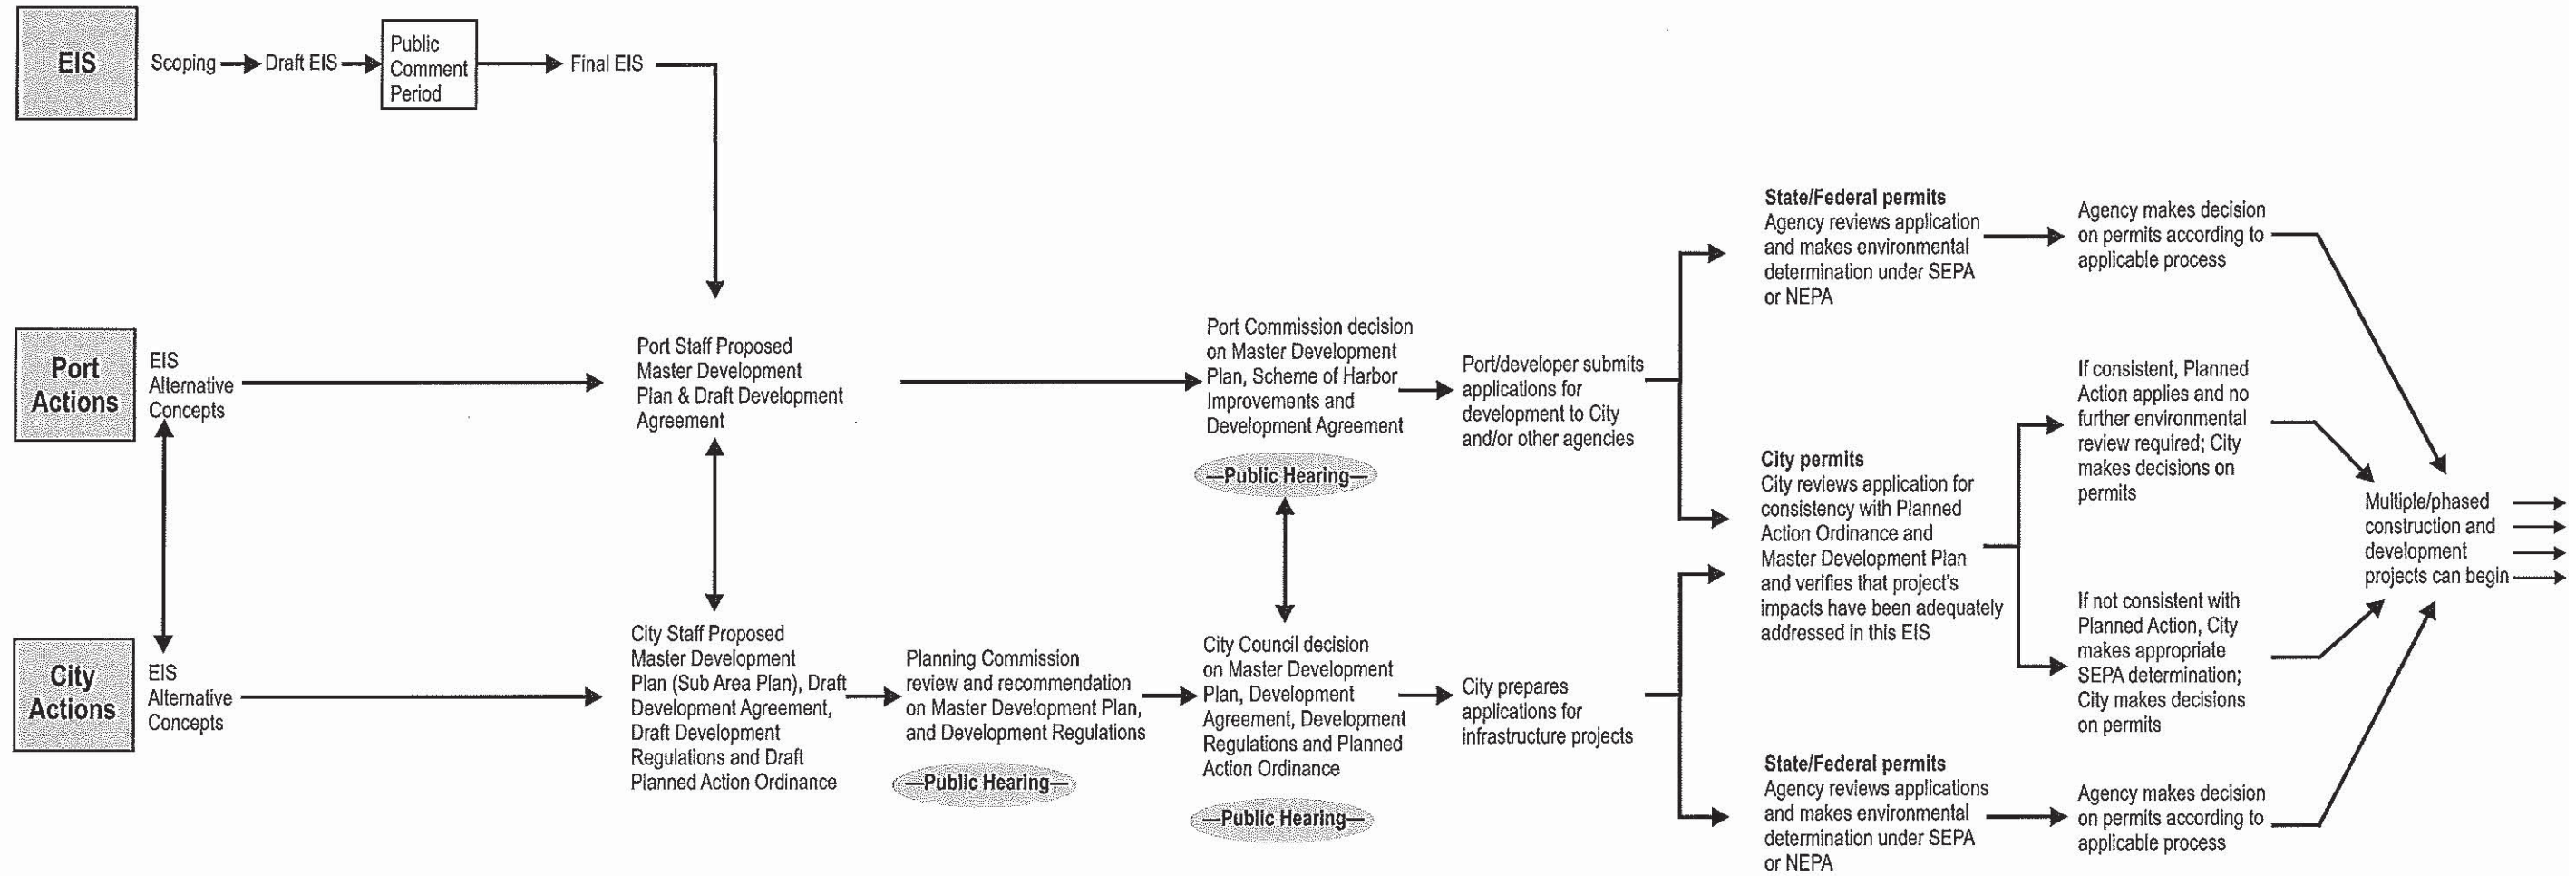 EIS
Scoping
Draft EIS
Public
Comment
Period
Final EIS
Port
Actions
EIS
Alternative
Concepts
Port Staff Proposed
Master Development
Plan & Draft Development
Agreement
Port Commission decision
on Master Development
Plan, Scheme of Harbor
Improvements and
Development Agreement
—Public Hearing—
Port/developer submits
applications for
development to City
and/or other agencies
State/Federal permits
Agency reviews application
and makes environmental
determination under SEPA
or NEPA
Agency makes decision
on permits according to
applicable process
City permits
City reviews application for
consistency with Planned
Action Ordinance and
Master Development Plan
and verifies that project's
impacts have been adequately
addressed in this EIS
If consistent, Planned
Action applies and no
further environmental
review required; City
makes decisions on
permits
If not consistent with
Planned Action, City
makes appropriate
SEPA determination;
City makes decisions
on permits
Multiple/phased
construction and
development
projects can begin
City
Actions
EIS
Alternative
Concepts
City Staff Proposed
Master Development
Plan (Sub Area Plan), Draft
Development Agreement,
Draft Development
Regulations and Draft
Planned Action Ordinance
Planning Commission
review and recommendation
on Master Development Plan,
and Development Regulations
—Public Hearing—
City Council decision
on Master Development
Plan, Development
Agreement, Development
Regulations and Planned
Action Ordinance
—Public Hearing—
City prepares
applications for
infrastructure projects
State/Federal permits
Agency reviews applications
and makes environmental
determination under SEPA
or NEPA
Agency makes decision
on permits according to
applicable process